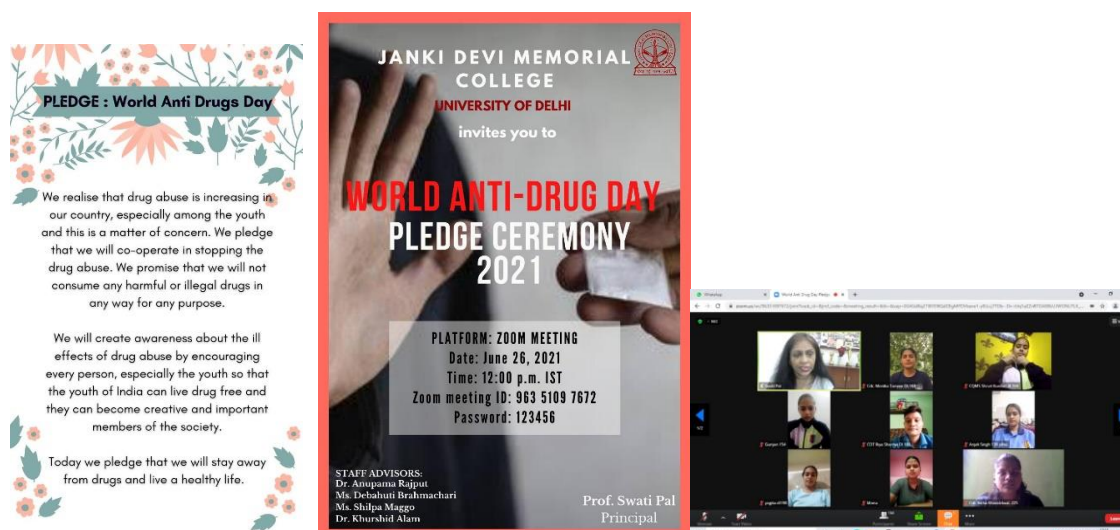 PLEDGE : World Anti Drugs Day
We realise that drug abuse is increasing in
our country, especially among the youth
and this is a matter of concern. We pledge
that we will co-operate in stopping the
drug abuse. We promise that we will not
consume any harmful or illegal drugs in
any way for any purpose.
We will create awareness about the ill
effects of drug abuse by encouraging
every person, especially the youth so that
the youth of India can live drug free and
they can become creative and important
members of the society.
Today we pledge that we will stay away
from drugs and live a healthy life.
JANKI DEVI MEMORIAL
COLLEGE
UNIVERSITY OF DELHI
invites you to
WORLD ANTI-DRUG DAY
PLEDGE CEREMONY
2021
PLATFORM: ZOOM MEETING
Date: June 26, 2021
Time: 12:00 p.m. IST
Zoom meeting ID: 963 5109 7672
Password: 123456
STAFF ADVISORS:
Dr. Anupama Rajput
Ms. Debahuti Brahmachari
Ms. Shilpa Maggo
Dr. Khurshid Alam
Prof. Swati Pal
Principal
WhatsApp
World Anti Drug Day Pledge